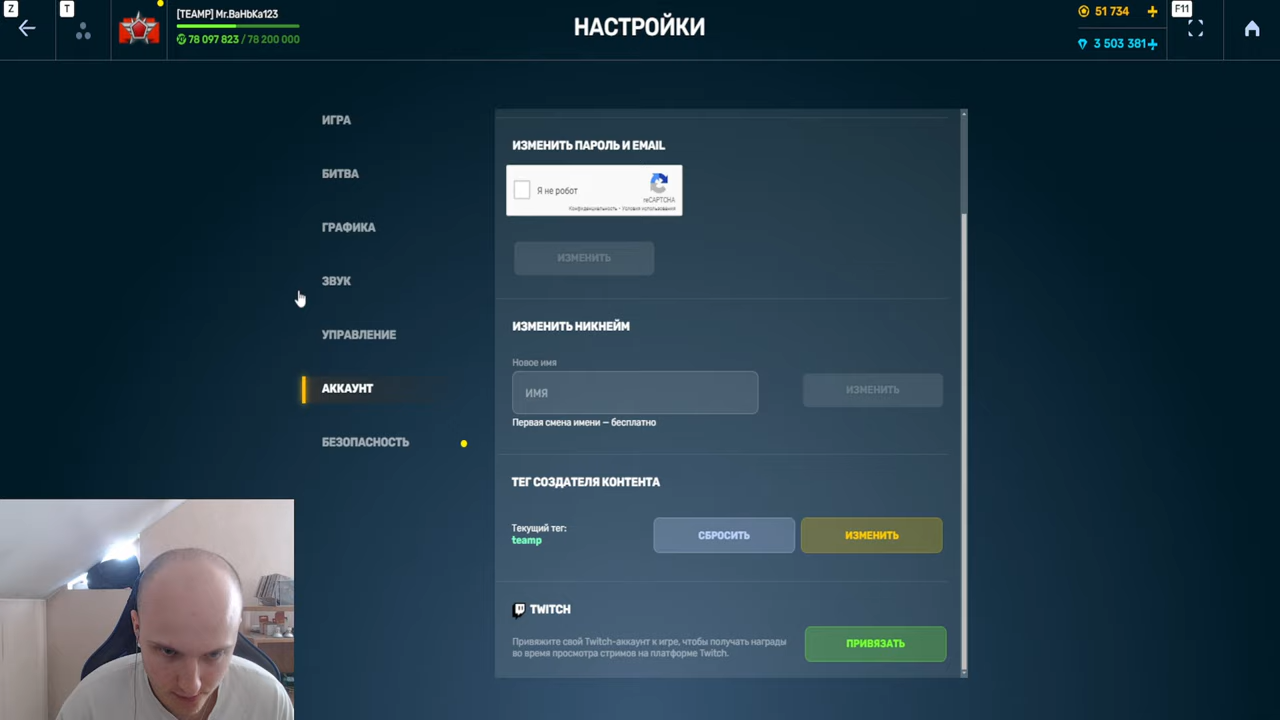 Z
T
[TEAMP] Mr.BaHbKa123
78 097 823 / 78 200 000
НАСТРОЙКИ
51 734
3 503 381
F11
ИГРА
БИТВА
ГРАФИКА
ЗВУК
УПРАВЛЕНИЕ
АККАУНТ
БЕЗОПАСНОСТЬ
ИЗМЕНИТЬ ПАРОЛЬ И EMAIL
Я не робот
reCAPTCHA
Конфиденциальность - Условия использования
ИЗМЕНИТЬ
ИЗМЕНИТЬ НИКНЕЙМ
Новое имя
ИМЯ
ИЗМЕНИТЬ
Первая смена имени — бесплатно
ТЕГ СОЗДАТЕЛЯ КОНТЕНТА
Текущий тег:
teamp
СБРОСИТЬ
ИЗМЕНИТЬ
TWITCH
Привяжите свой Twitch-аккаунт к игре, чтобы получать награды
во время просмотра стримов на платформе Twitch.
ПРИВЯЗАТЬ